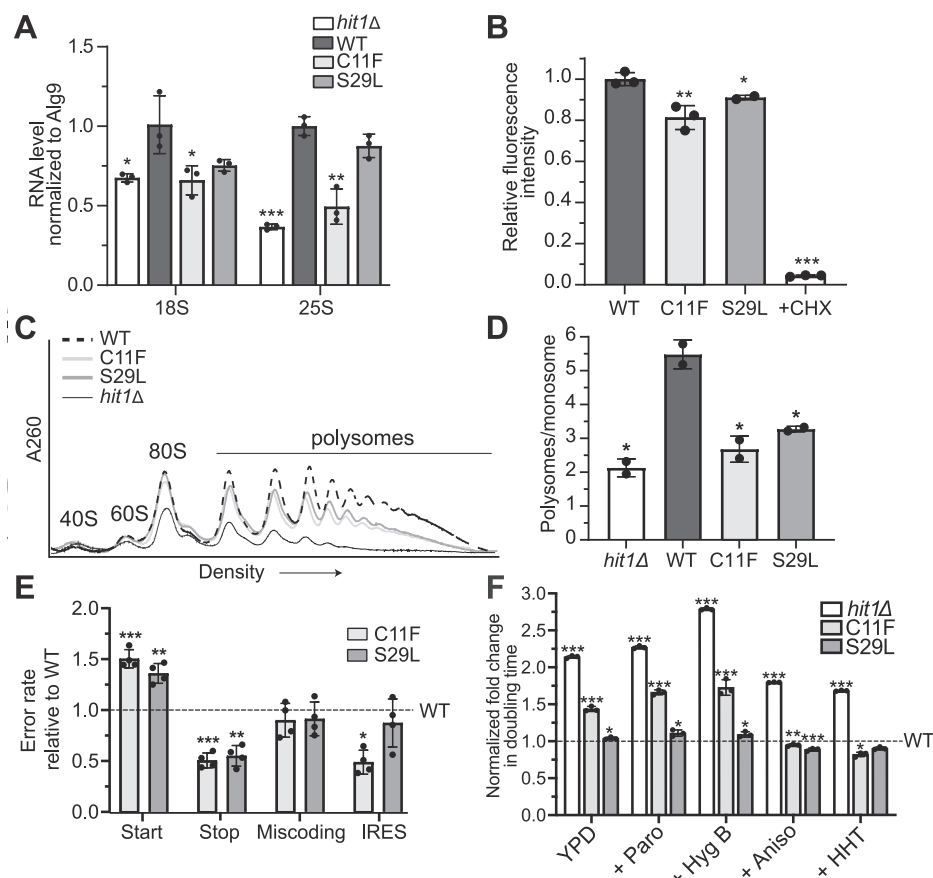 A
hit1Δ
WT
C11F
S29L
RNA level
normalized to Alg9
1.5
1.0
0.5
0.0
*
*
***
**
18S
25S
B
Relative fluorescence
intensity
1.0
0.8
0.6
0.4
0.2
0.0
**
*
***
WT
C11F
S29L
+CHX
C
WT
C11F
S29L
hit1Δ
A260
40S
60S
80S
polysomes
Density
D
Polysomes/monosome
6
5
4
3
2
1
0
*
*
*
hit1Δ
WT
C11F
S29L
E
Error rate
relative to WT
2.0
1.5
1.0
0.5
0.0
C11F
S29L
WT
***
**
***
**
*
Start
Stop
Miscoding
IRES
F
Normalized fold change
in doubling time
3.0
2.5
2.0
1.5
1.0
0.5
0.0
hit1Δ
C11F
S29L
WT
***
***
*
***
***
*
***
***
*
***
**
***
***
*
YPD
+ Paro
+ Hyg B
+ Aniso
+ HHT